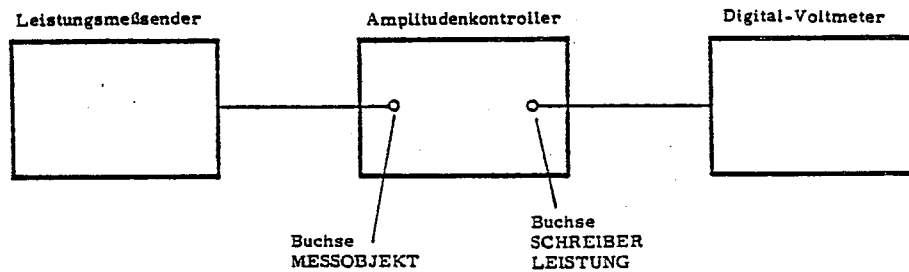 Leistungsmeßsender
Amplitudenkontroller
Digital-Voltmeter
Buchse
MESSOBJEKT
Buchse
SCHREIBER
LEISTUNG